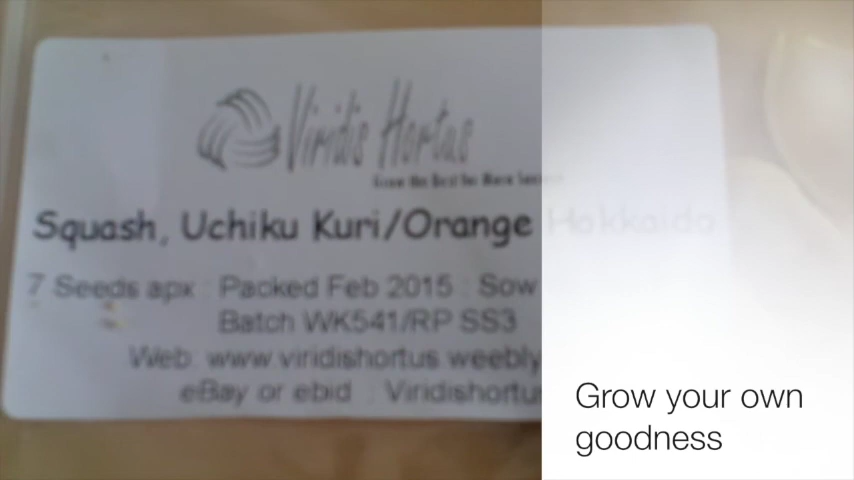 Viridis Hortus
Squash, Uchiku Kuri/Orange Hokkaido
7 Seeds apx : Packed Feb 2015 : Sow
Batch WK541/RP SS3
Web: www.viridishortus.weebly
eBay or ebid : Viridishortus
Grow your own
goodness